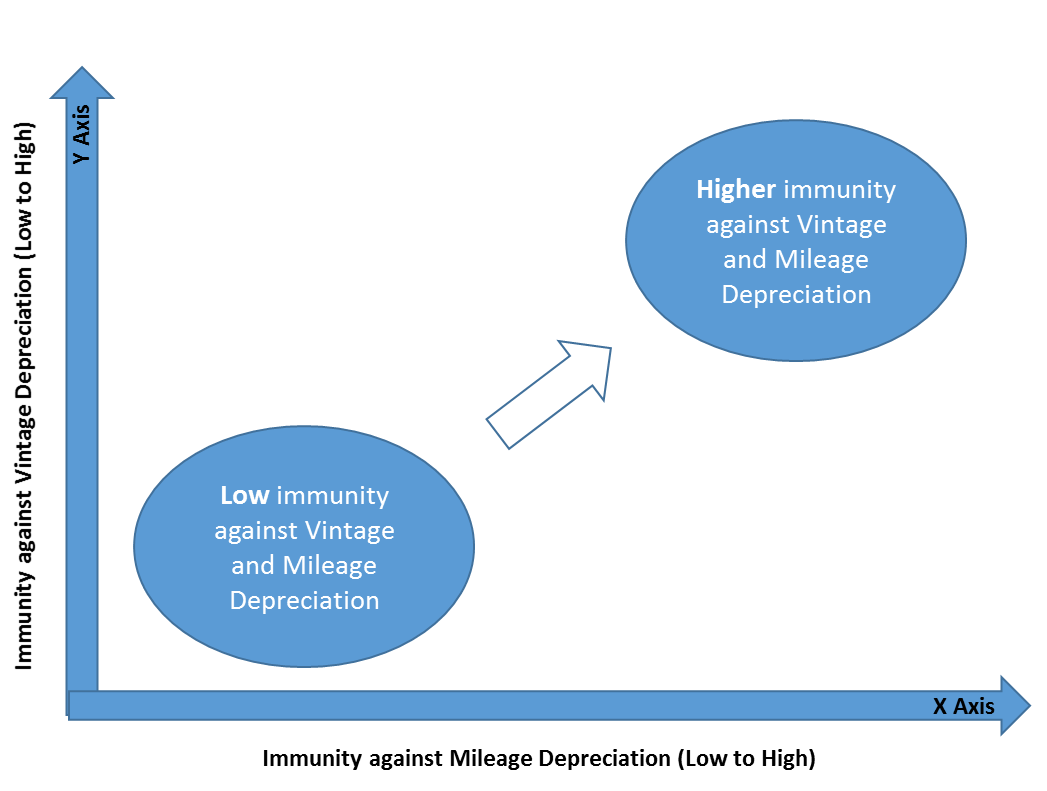 Y Axis
Immunity against Vintage Depreciation (Low to High)
Higher immunity
against Vintage
and Mileage
Depreciation
Low immunity
against Vintage
and Mileage
Depreciation
X Axis
Immunity against Mileage Depreciation (Low to High)